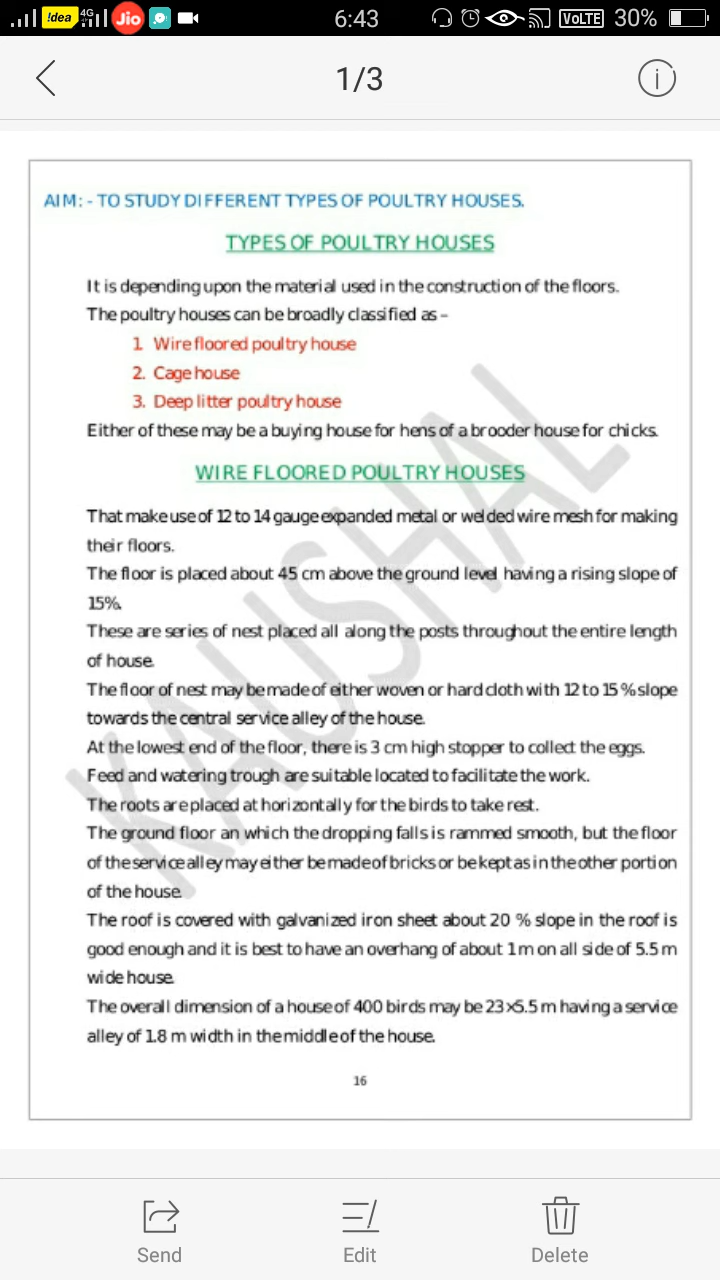 !dea 4G Jio 6:43 VoLTE 30%
1/3
AIM: - TO STUDY DIFFERENT TYPES OF POULTRY HOUSES.
TYPES OF POULTRY HOUSES
It is depending upon the material used in the construction of the floors.
The poultry houses can be broadly classified as –
1 Wire floored poultry house
2. Cage house
3. Deep litter poultry house
Either of these may be a buying house for hens of a brooder house for chicks.
WIRE FLOORED POULTRY HOUSES
That make use of 12 to 14 gauge expanded metal or welded wire mesh for making
their floors.
The floor is placed about 45 cm above the ground level having a rising slope of
15%.
These are series of nest placed all along the posts throughout the entire length
of house.
The floor of nest may be made of either woven or hard cloth with 12 to 15 % slope
towards the central service alley of the house.
At the lowest end of the floor, there is 3 cm high stopper to collect the eggs.
Feed and watering trough are suitable located to facilitate the work.
The roots are placed at horizontally for the birds to take rest.
The ground floor an which the dropping falls is rammed smooth, but the floor
of the service alley may either be made of bricks or be kept as in the other portion
of the house.
The roof is covered with galvanized iron sheet about 20 % slope in the roof is
good enough and it is best to have an overhang of about 1 m on all side of 5.5 m
wide house.
The overall dimension of a house of 400 birds may be 23×5.5 m having a service
alley of 1.8 m width in the middle of the house.
KAUSHAL
16
Send Edit Delete